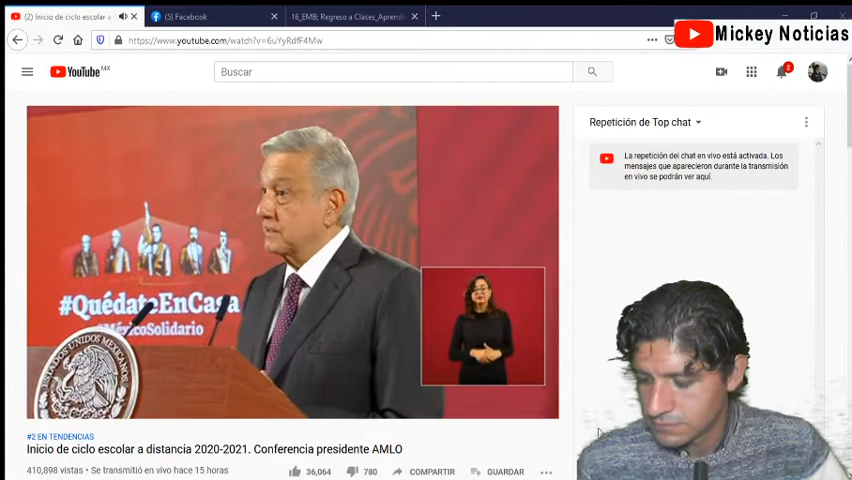 (2) Inicio de ciclo escolar a
(5) Facebook
16_EMB; Regreso a Clases_Aprend
https://www.youtube.com/watch?v=6uYyRdfF4Mw
Mickey Noticias
YouTube MX
Buscar
2
Repetición de Top chat
La repetición del chat en vivo está activada. Los
mensajes que aparecieron durante la transmisión
en vivo se podrán ver aquí.
#QuédateEnCasa
#MéxicoSolidario
ESTADOS UNIDOS MEXICANOS
#2 EN TENDENCIAS
Inicio de ciclo escolar a distancia 2020-2021. Conferencia presidente AMLO
410,898 vistas • Se transmitió en vivo hace 15 horas
36,064
780
COMPARTIR
GUARDAR